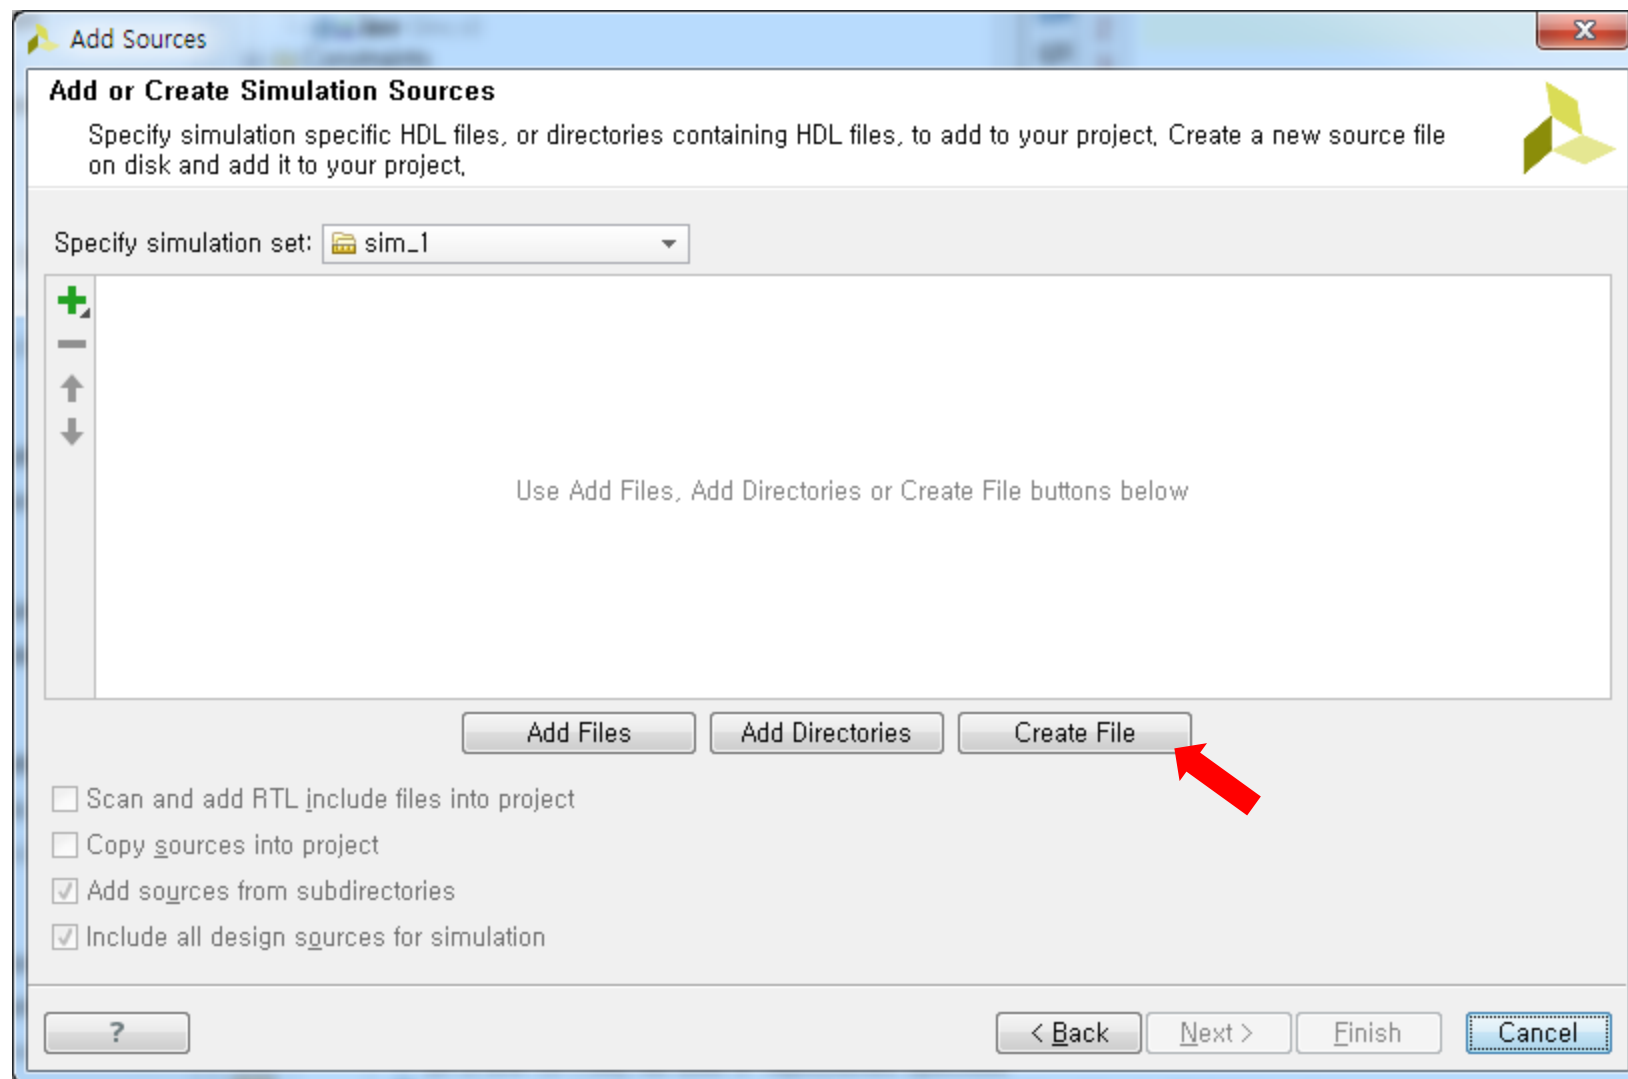 Add Sources
Add or Create Simulation Sources
Specify simulation specific HDL files, or directories containing HDL files, to add to your project, Create a new source file
on disk and add it to your project,
Specify simulation set: sim_1
Use Add Files, Add Directories or Create File buttons below
Add Files Add Directories Create File
Scan and add RTL include files into project
Copy sources into project
Add sources from subdirectories
Include all design sources for simulation
? < Back Next > Finish Cancel